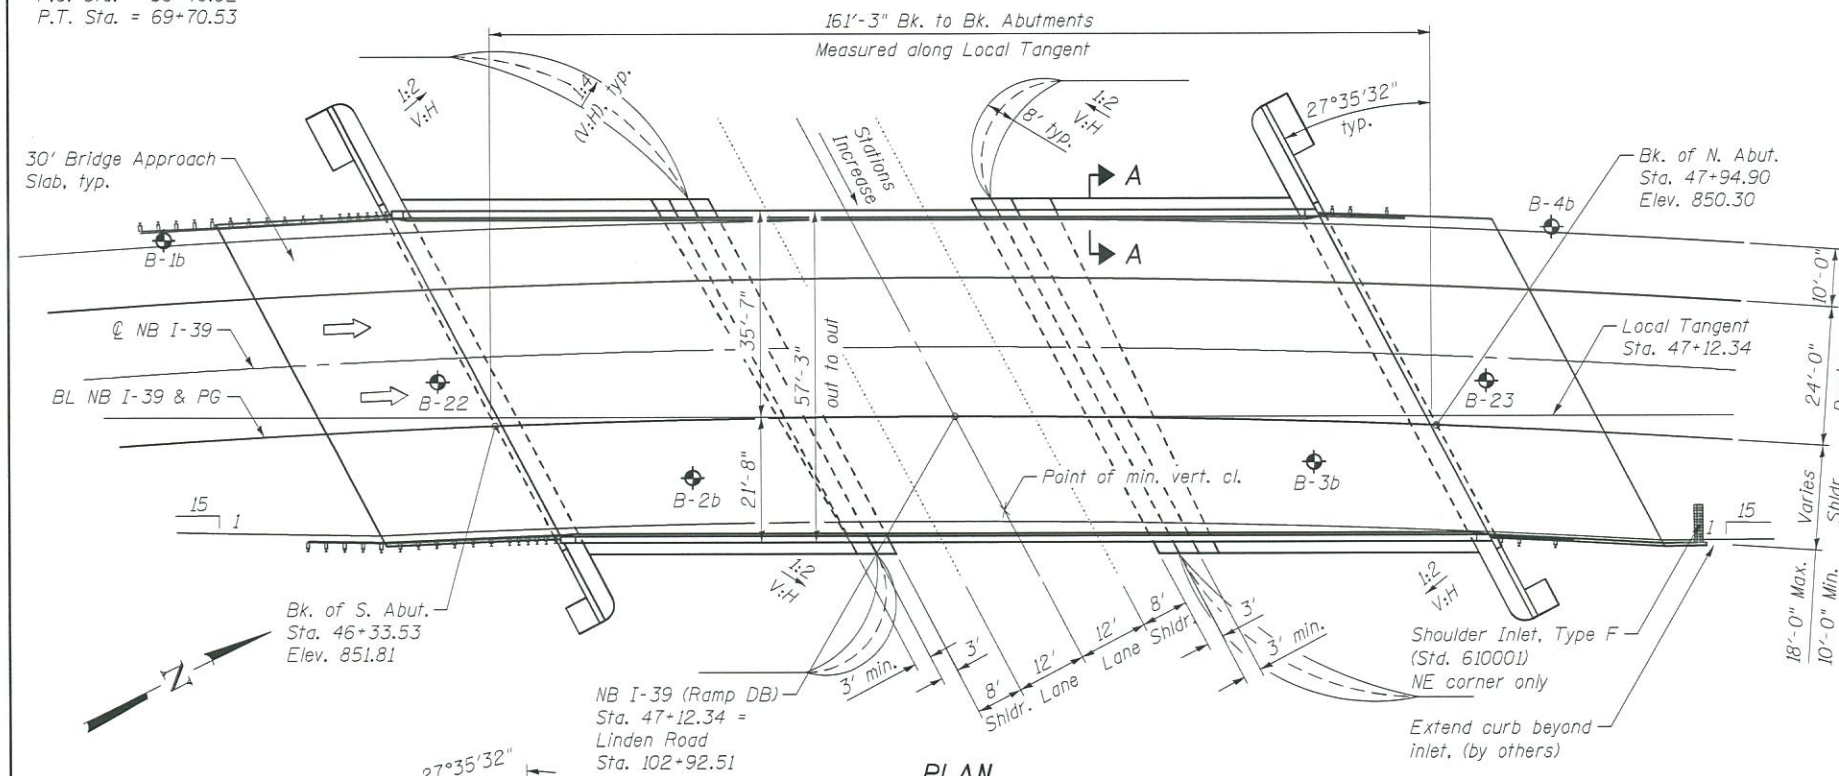 P.T. Sta. = 69+70.53
161'-3" Bk. to Bk. Abutments
Measured along Local Tangent
1:2
V:H
1:4
(V:H), typ.
8' typ.
1:2
V:H
27°35'32"
typ.
Stations
Increase
30' Bridge Approach
Slab, typ.
Bk. of N. Abut.
Sta. 47+94.90
Elev. 850.30
A
A
B-1b
B-4b
10'-0"
℄ NB I-39
35'-7"
57'-3"
out to out
Local Tangent
Sta. 47+12.34
24'-0"
BL NB I-39 & PG
B-22
B-23
21'-8"
B-2b
Point of min. vert. cl.
B-3b
Varies
Shldr.
15
1
1
15
18'-0" Max.
10'-0" Min.
1:2
V:H
1:2
V:H
Bk. of S. Abut.
Sta. 46+33.53
Elev. 851.81
N
3' min.
3'
8'
Shldr.
12'
Lane
12'
Lane
8'
Shldr.
3'
3' min.
Shoulder Inlet, Type F
(Std. 610001)
NE corner only
NB I-39 (Ramp DB)
Sta. 47+12.34 =
Linden Road
Sta. 102+92.51
Extend curb beyond
inlet, (by others)
27°35'32"
PLAN